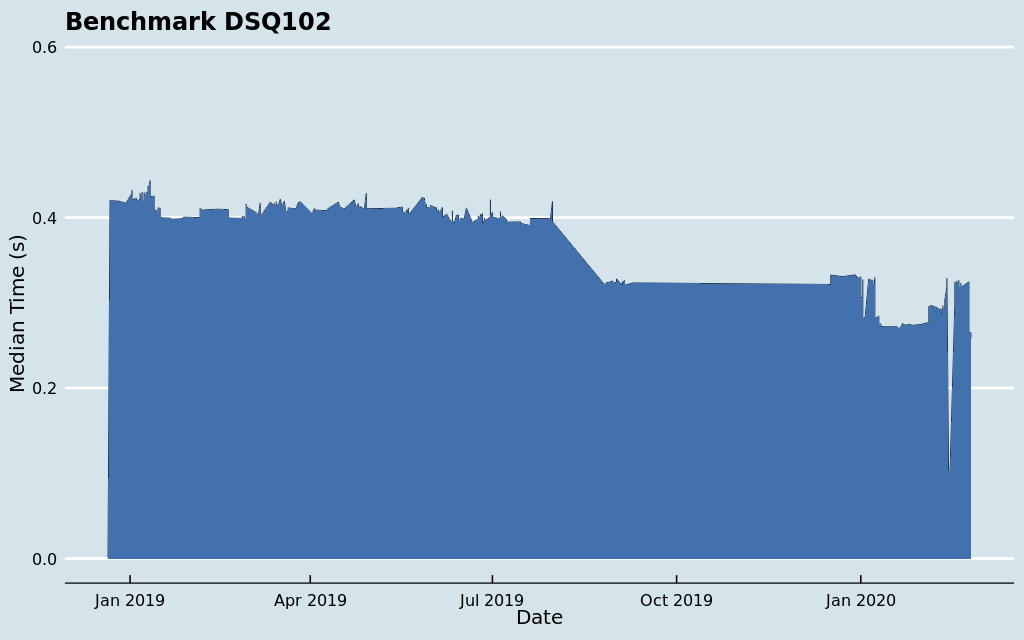 Benchmark DSQ102
Median Time (s)
0.6
0.4
0.2
0.0
Jan 2019
Apr 2019
Jul 2019
Oct 2019
Jan 2020
Date